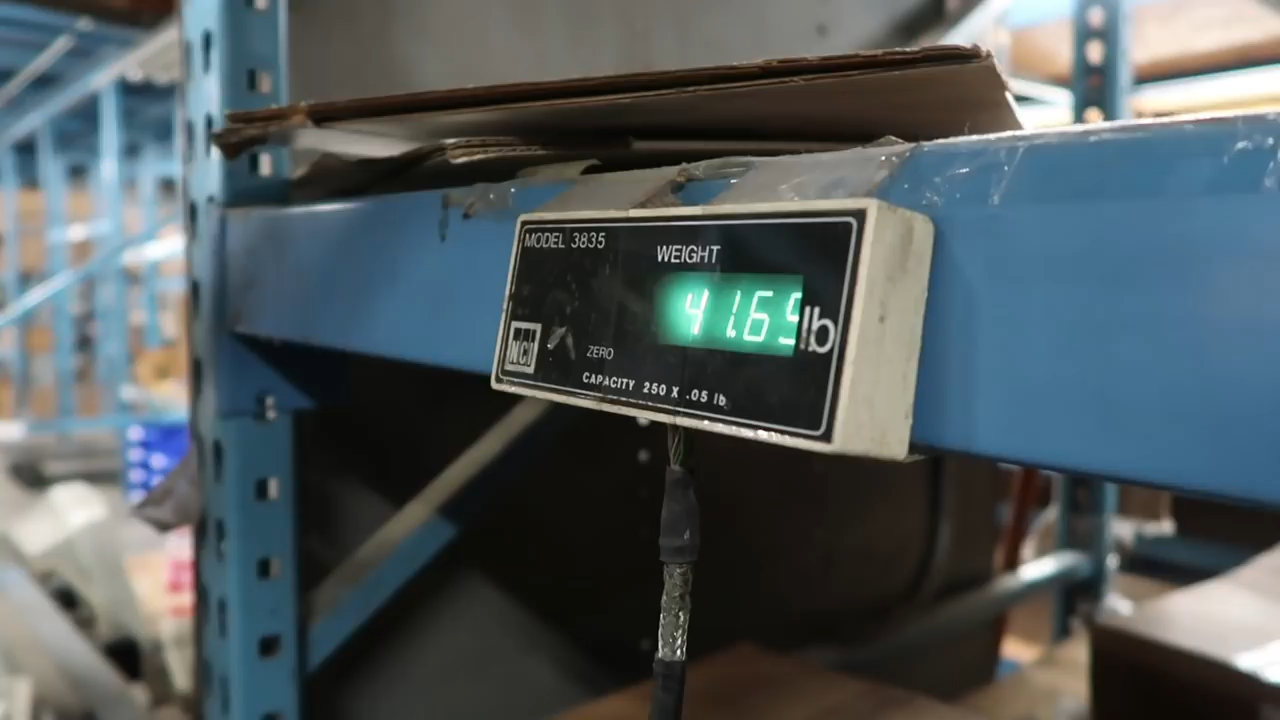 MODEL 3835
WEIGHT
41.65 lb
NCI
ZERO
CAPACITY 250 X .05 lb